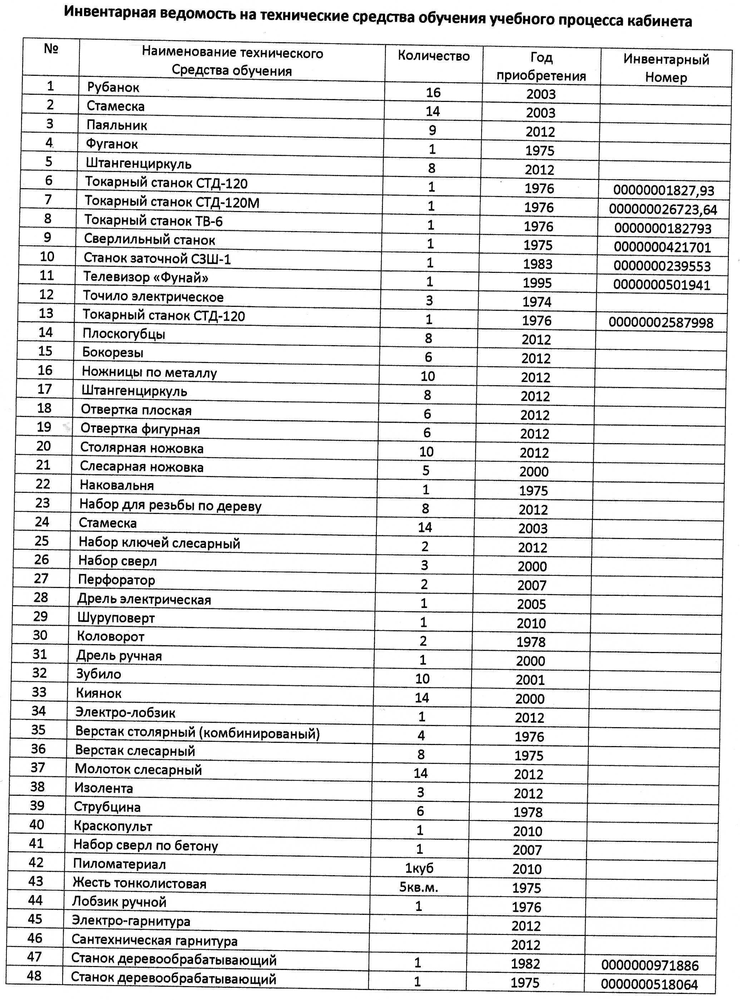 Инвентарная ведомость на технические средства обучения учебного процесса кабинета
№ Наименование технического Средства обучения Количество Год приобретения Инвентарный Номер
1 Рубанок 16 2003
2 Стамеска 14 2003
3 Паяльник 9 2012
4 Фуганок 1 1975
5 Штангенциркуль 8 2012
6 Токарный станок СТД-120 1 1976 00000001827,93
7 Токарный станок СТД-120М 1 1976 000000026723,64
8 Токарный станок ТВ-6 1 1976 0000000182793
9 Сверлильный станок 1 1975 0000000421701
10 Станок заточной СЗШ-1 1 1983 0000000239553
11 Телевизор «Фунай» 1 1995 0000000501941
12 Точило электрическое 3 1974
13 Токарный станок СТД-120 1 1976 00000002587998
14 Плоскогубцы 8 2012
15 Бокорезы 6 2012
16 Ножницы по металлу 10 2012
17 Штангенциркуль 8 2012
18 Отвертка плоская 6 2012
19 Отвертка фигурная 6 2012
20 Столярная ножовка 10 2012
21 Слесарная ножовка 5 2000
22 Наковальня 1 1975
23 Набор для резьбы по дереву 8 2012
24 Стамеска 14 2003
25 Набор ключей слесарный 2 2012
26 Набор сверл 3 2000
27 Перфоратор 2 2007
28 Дрель электрическая 1 2005
29 Шуруповерт 1 2010
30 Коловорот 2 1978
31 Дрель ручная 1 2000
32 Зубило 10 2001
33 Киянок 14 2000
34 Электро-лобзик 1 2012
35 Верстак столярный (комбинированый) 4 1976
36 Верстак слесарный 8 1975
37 Молоток слесарный 14 2012
38 Изолента 3 2012
39 Струбцина 6 1978
40 Краскопульт 1 2010
41 Набор сверл по бетону 1 2007
42 Пиломатериал 1куб 2010
43 Жесть тонколистовая 5кв.м. 1975
44 Лобзик ручной 1 1976
45 Электро-гарнитура 2012
46 Сантехническая гарнитура 2012
47 Станок деревообрабатывающий 1 1982 0000000971886
48 Станок деревообрабатывающий 1 1975 0000000518064